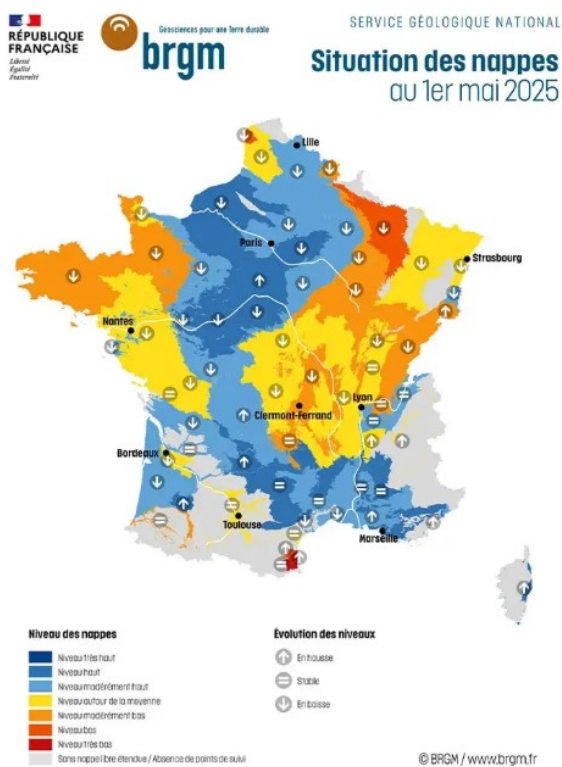 RÉPUBLIQUE
FRANÇAISE
Liberté
Égalité
Fraternité
Géosciences pour une Terre durable
brgm
SERVICE GÉOLOGIQUE NATIONAL
Situation des nappes
au 1er mai 2025
Lille
Paris
Strasbourg
Nantes
Lyon
Clermont-Ferrand
Bordeaux
Toulouse
Marseille
Niveau des nappes
Niveau très haut
Niveau haut
Niveau modérément haut
Niveau autour de la moyenne
Niveau modérément bas
Niveau bas
Niveau très bas
Sans nappe libre étendue / Absence de points de suivi
Évolution des niveaux
En hausse
Stable
En baisse
© BRGM / www.brgm.fr